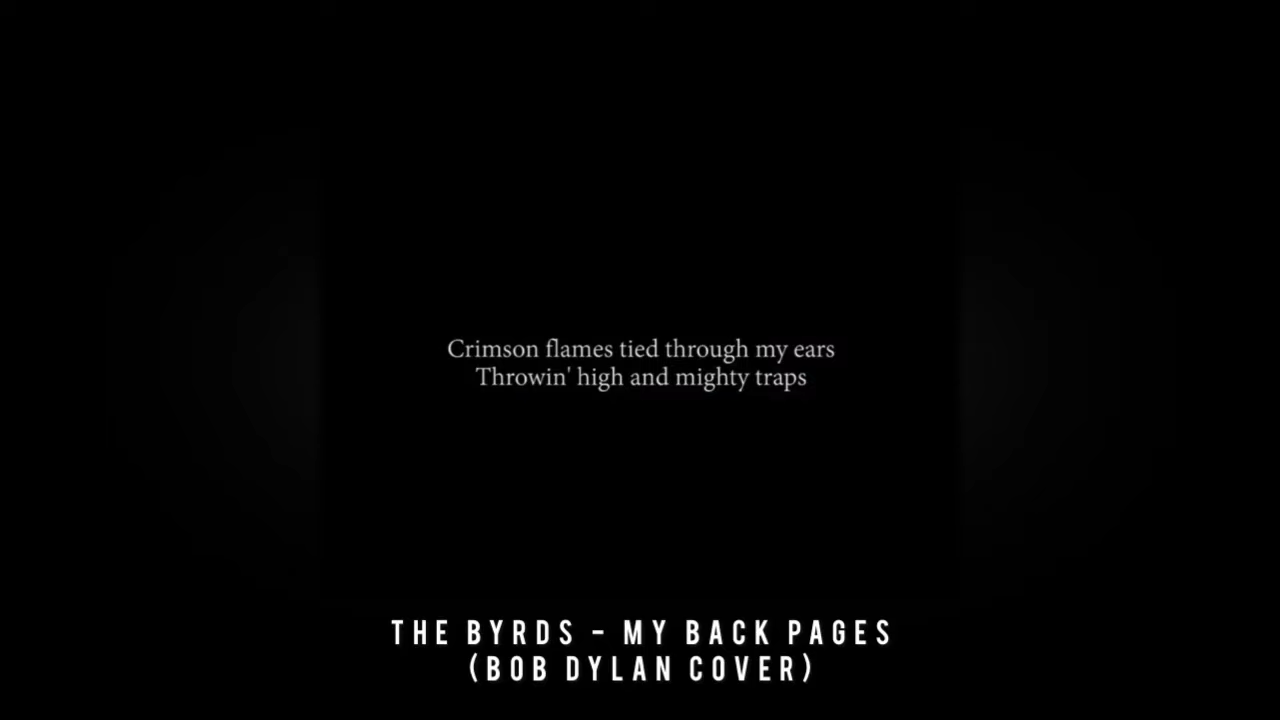 Crimson flames tied through my ears
Throwin' high and mighty traps
THE BYRDS - MY BACK PAGES
(BOB DYLAN COVER)